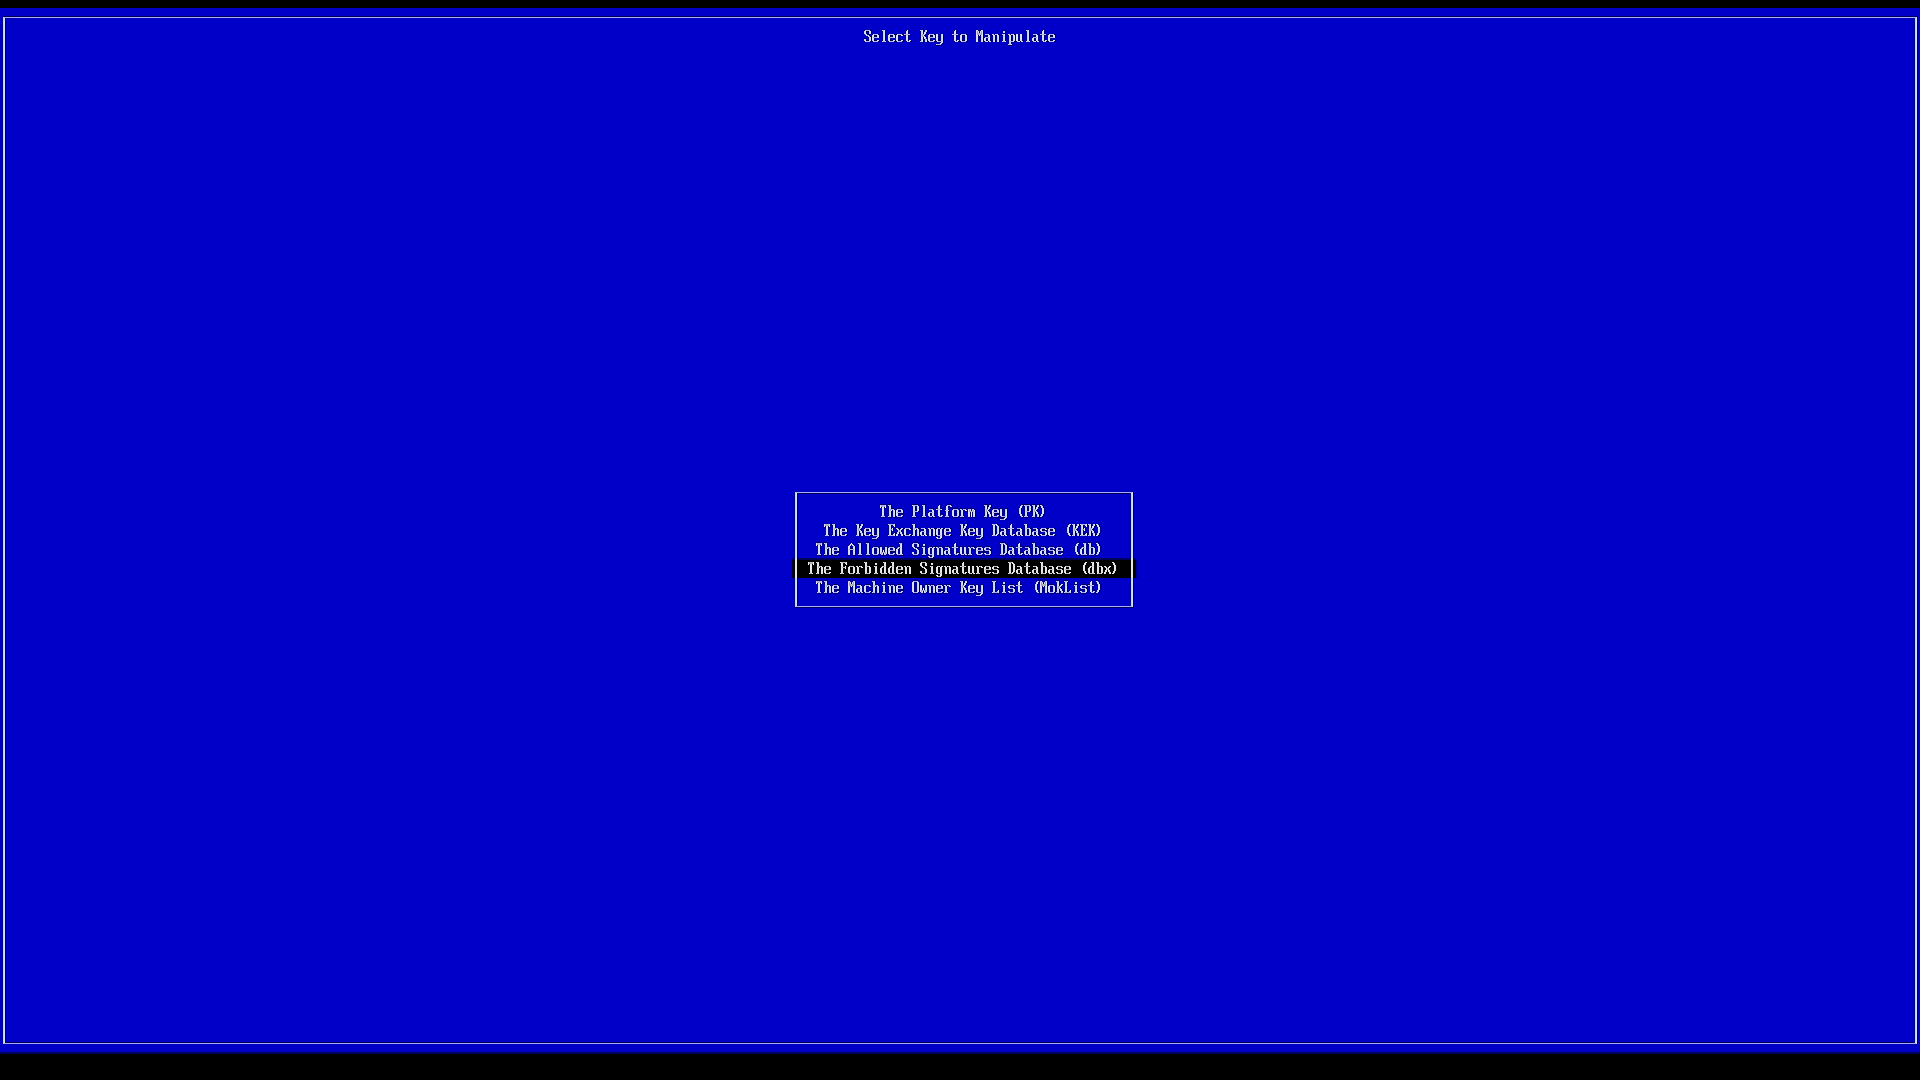 Select Key to Manipulate
The Platform Key (PK)
The Key Exchange Key Database (KEK)
The Allowed Signatures Database (db)
The Forbidden Signatures Database (dbx)
The Machine Owner Key List (MokList)